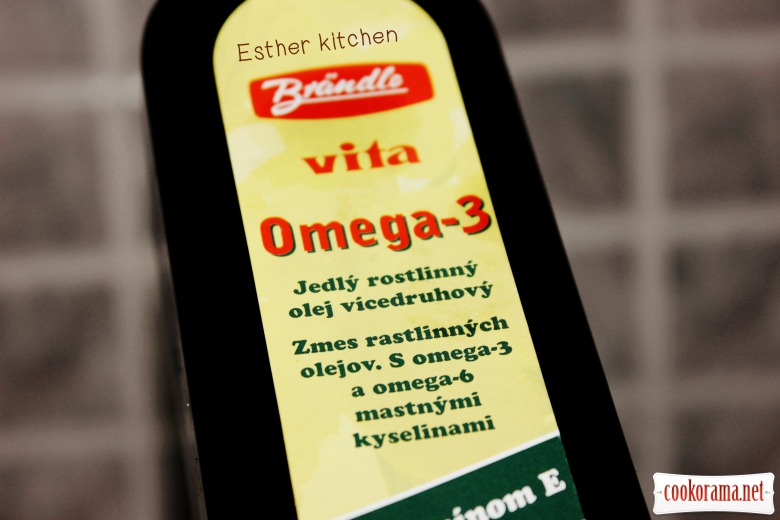 Esther kitchen
Brändle
vita
Omega-3
Jedlý rostlinný
olej vícedruhový
Zmes rastlinných
olejov. S omega-3
a omega-6
mastnými
kyselinami
E
cookorama.net